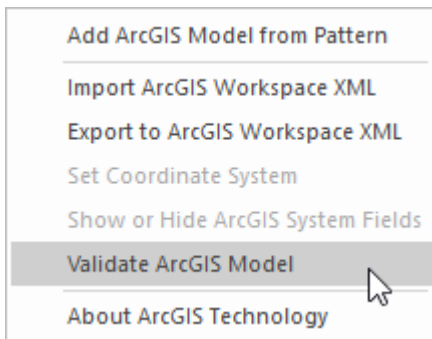 Add ArcGIS Model from Pattern
Import ArcGIS Workspace XML
Export to ArcGIS Workspace XML
Set Coordinate System
Show or Hide ArcGIS System Fields
Validate ArcGIS Model
About ArcGIS Technology